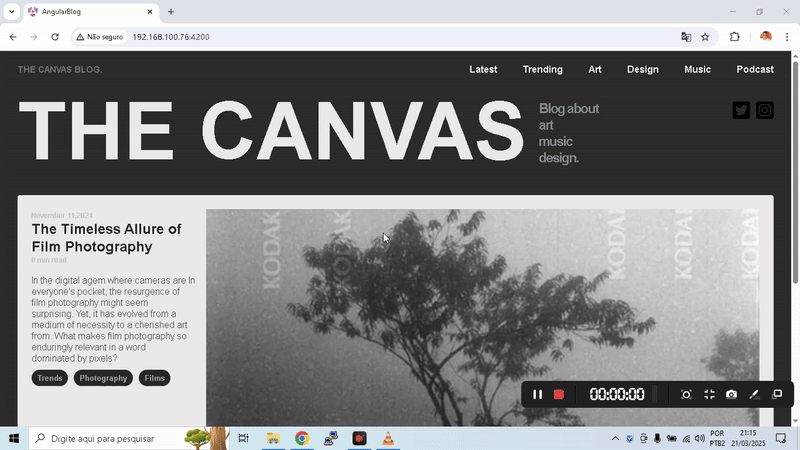 AngularBlog
Não seguro
192.168.100.76:4200
THE CANVAS BLOG.
Latest
Trending
Art
Design
Music
Podcast
THE CANVAS
Blog about
art
music
design.
November 11,2024
The Timeless Allure of
Film Photography
8 min read
In the digital agem where cameras are In
everyone's pocket, the resurgence of
film photography might seem
surprising. Yet, it has evolved from a
medium of necessity to a cherished art
from. What makes film photography so
enduringly relevant in a word
dominated by pixels?
Trends
Photography
Films
KODAK
KODAK
KODAK
KODAK
KODAK
00:00:00
Digite aqui para pesquisar
POR
PTB2
21:15
21/03/2025